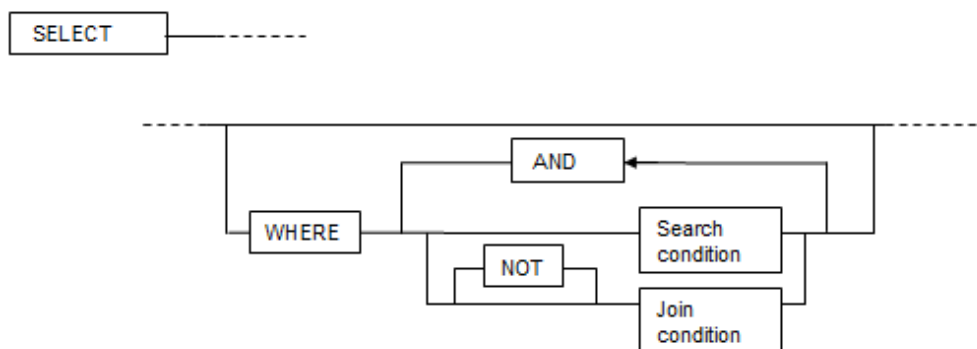 SELECT
AND
WHERE
Search
condition
NOT
Join
condition